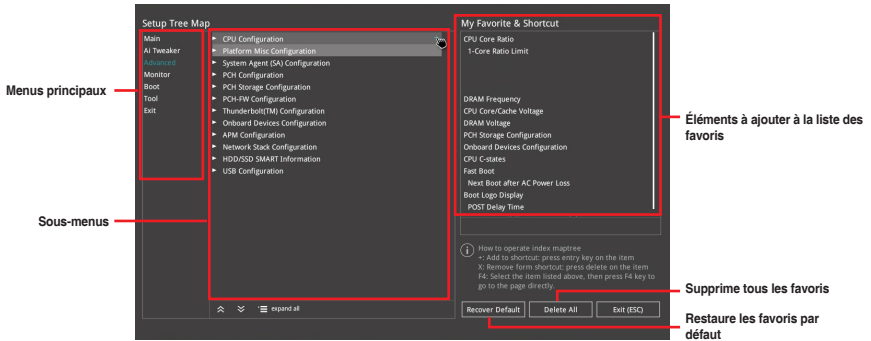 Setup Tree Map
Main
Ai Tweaker
Advanced
Monitor
Boot
Tool
Exit
CPU Configuration
Platform Misc Configuration
System Agent (SA) Configuration
PCH Configuration
PCH Storage Configuration
PCH-FW Configuration
Thunderbolt(TM) Configuration
Onboard Devices Configuration
APM Configuration
Network Stack Configuration
HDD/SSD SMART Information
USB Configuration
expand all
My Favorite & Shortcut
CPU Core Ratio
1-Core Ratio Limit
DRAM Frequency
CPU Core/Cache Voltage
DRAM Voltage
PCH Storage Configuration
Onboard Devices Configuration
CPU C-states
Fast Boot
Next Boot after AC Power Loss
Boot Logo Display
POST Delay Time
How to operate index maptree
+: Add to shortcut: press entry key on the item
X: Remove form shortcut: press delete on the item
F4: Select the item listed above, then press F4 key to
go to the page directly.
Recover Default
Delete All
Exit (ESC)
Menus principaux
Sous-menus
Éléments à ajouter à la liste des
favoris
Supprime tous les favoris
Restaure les favoris par
défaut